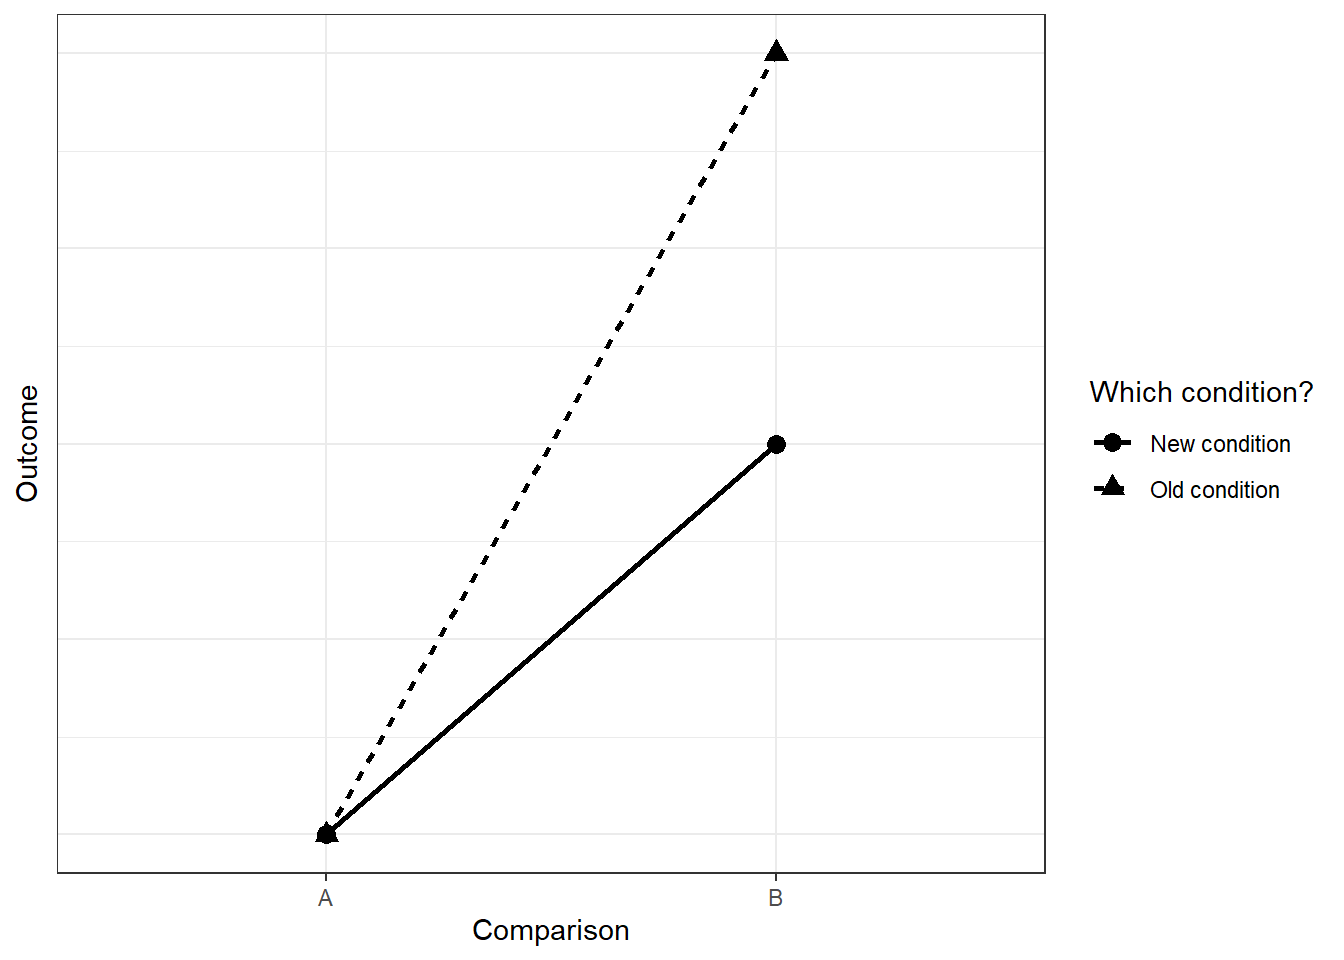 Outcome
Which condition?
New condition
Old condition
A
B
Comparison